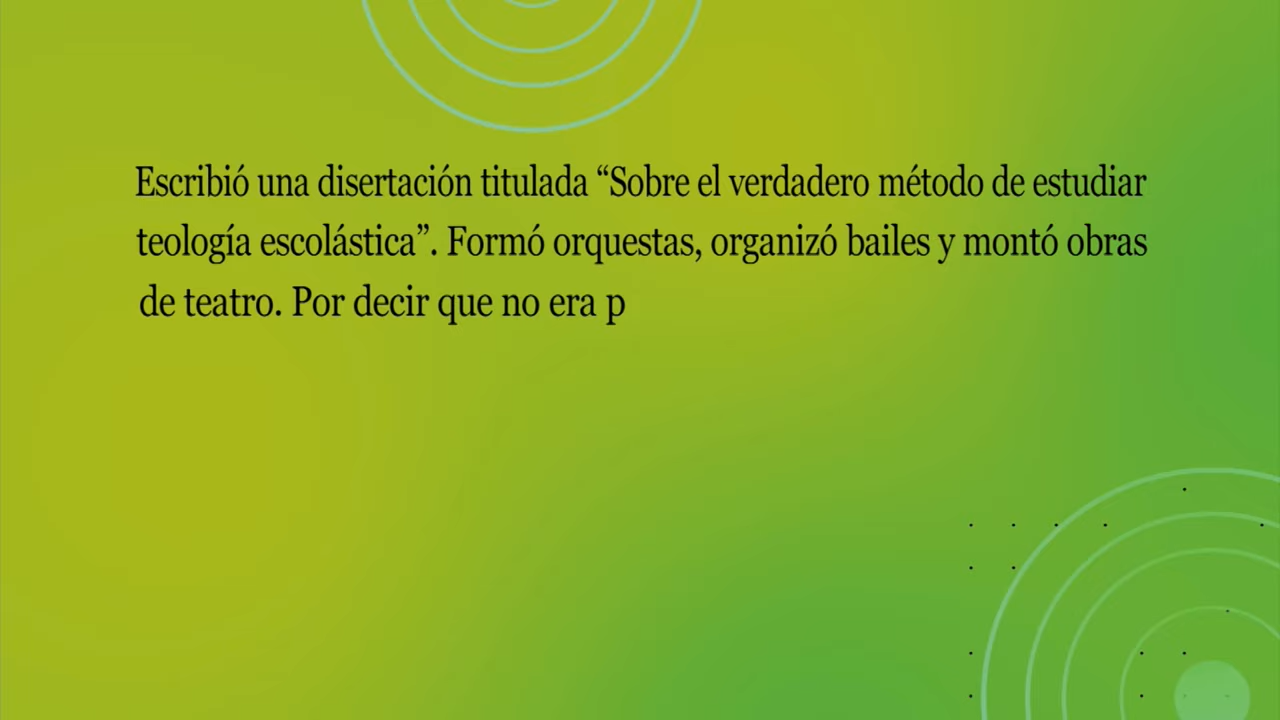 Escribió una disertación titulada “Sobre el verdadero método de estudiar
teología escolástica”. Formó orquestas, organizó bailes y montó obras
de teatro. Por decir que no era p